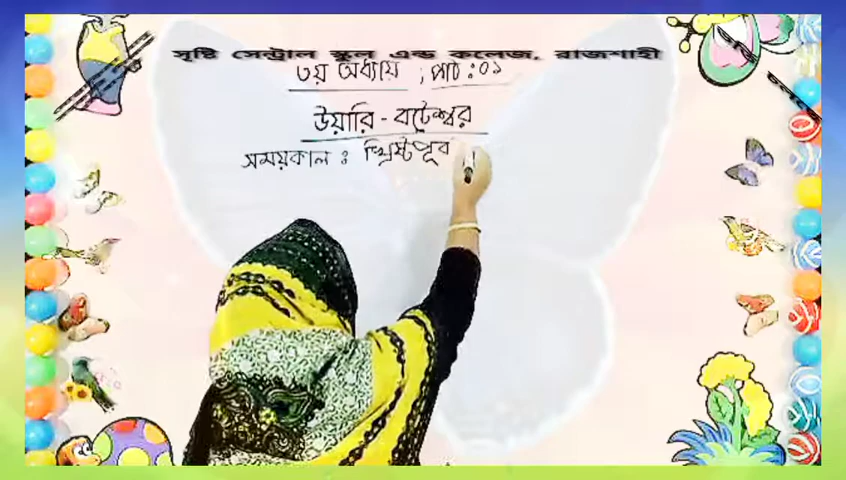 সৃষ্টি সেন্ট্রাল স্কুল এন্ড কলেজ, রাজশাহী
৩য় অধ্যায় ; পাঠ : ০১
উয়ারি - বটেশ্বর
সময়কাল : খ্রিস্টপূব